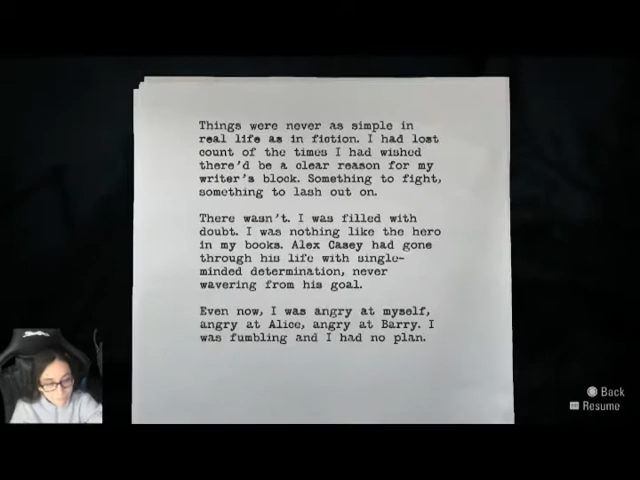 Things were never as simple in
real life as in fiction. I had lost
count of the times I had wished
there'd be a clear reason for my
writer's block. Something to fight,
something to lash out on.
There wasn't. I was filled with
doubt. I was nothing like the hero
in my books. Alex Casey had gone
through his life with single-
minded determination, never
wavering from his goal.
Even now, I was angry at myself,
angry at Alice, angry at Barry. I
was fumbling and I had no plan.
Back
Resume